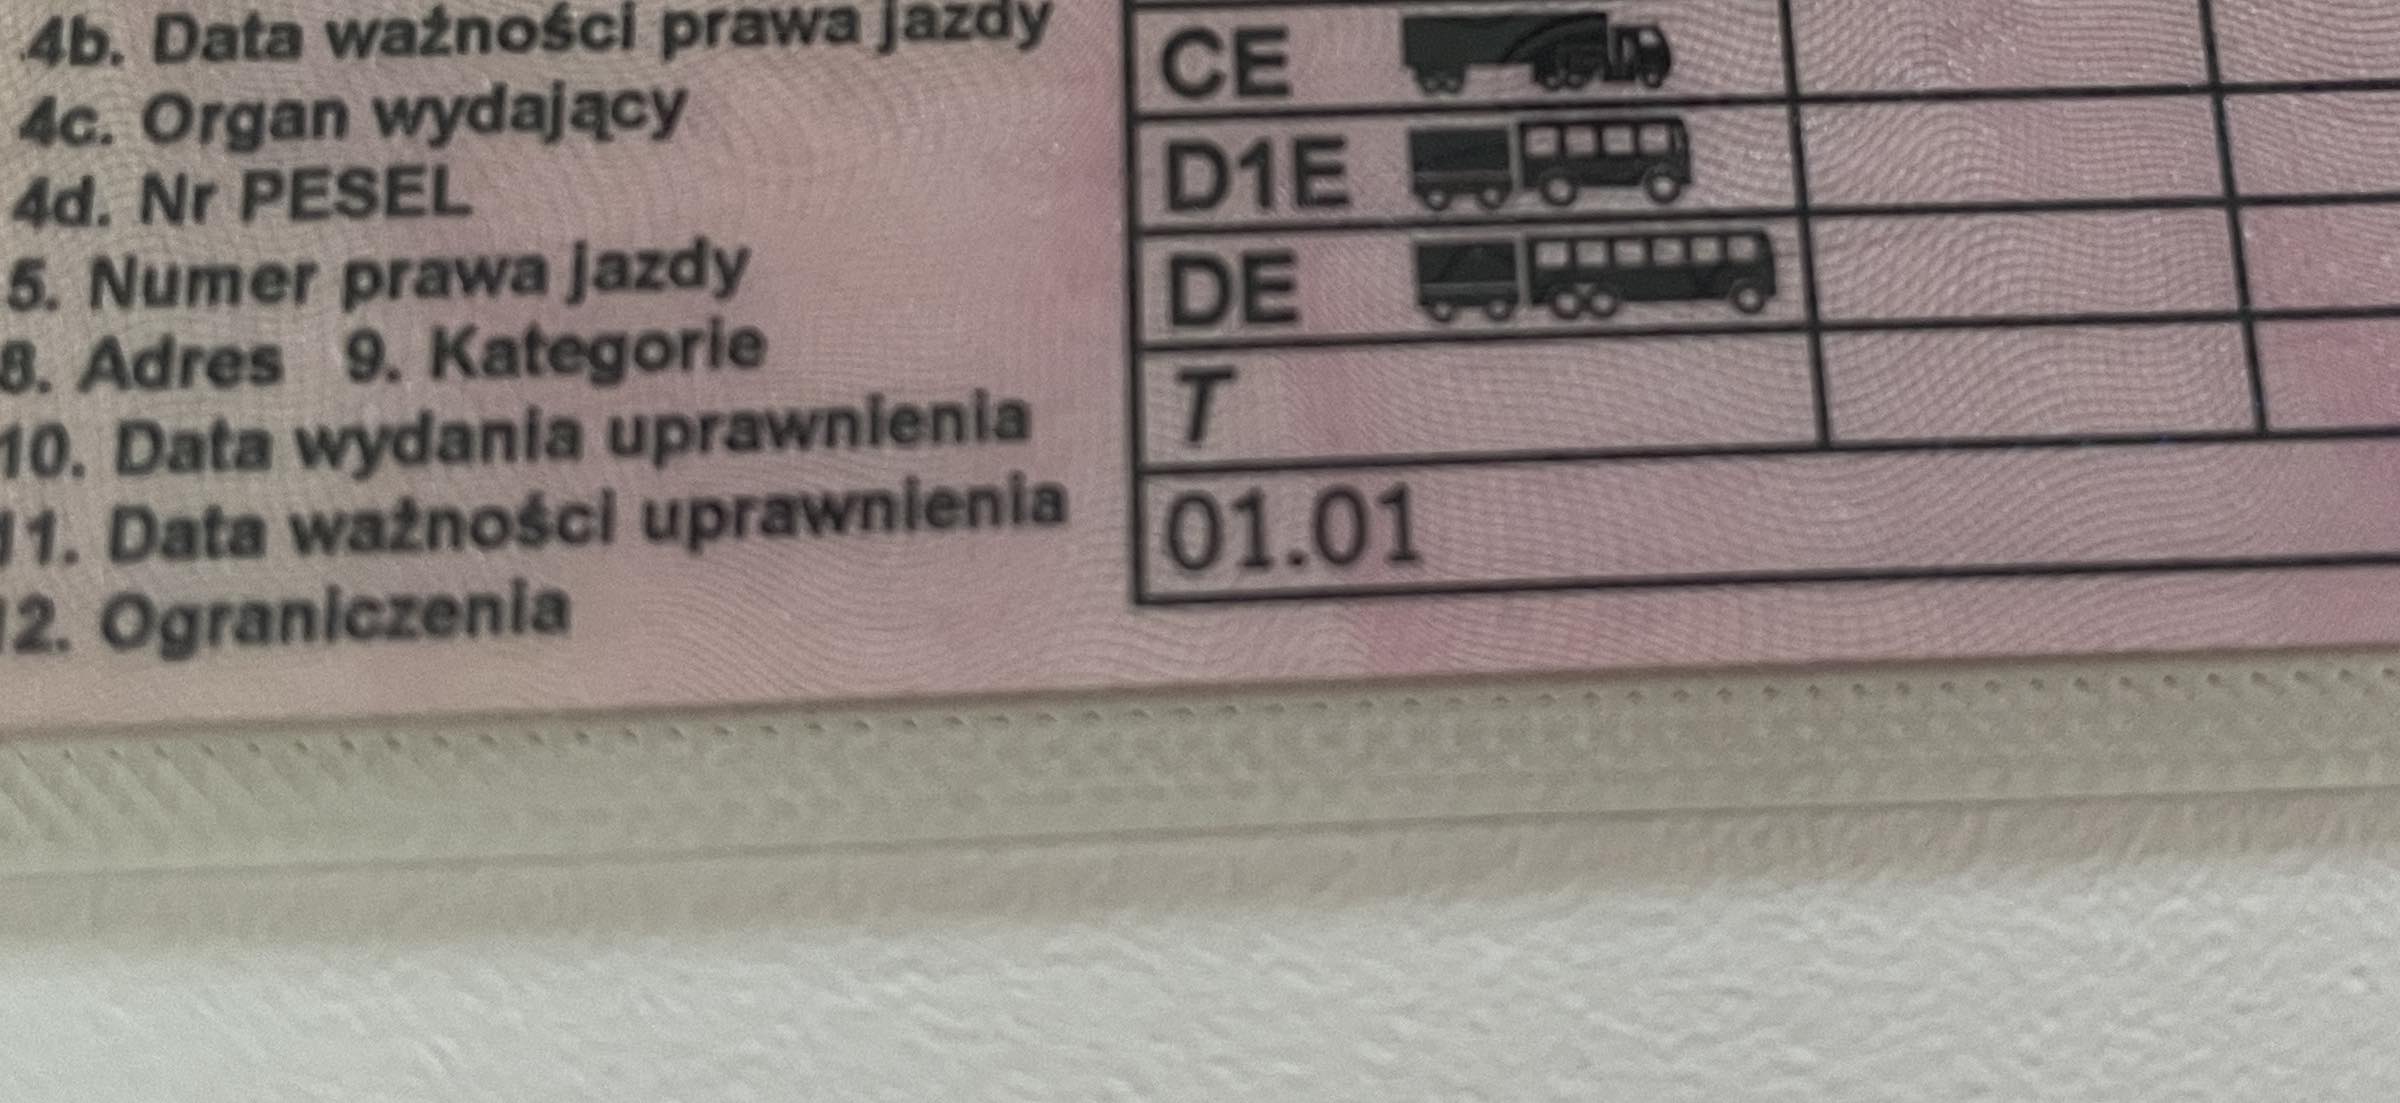 4b. Data ważności prawa jazdy
4c. Organ wydający
4d. Nr PESEL
5. Numer prawa jazdy
8. Adres 9. Kategorie
10. Data wydania uprawnienia
11. Data ważności uprawnienia
12. Ograniczenia
CE
D1E
DE
T
01.01